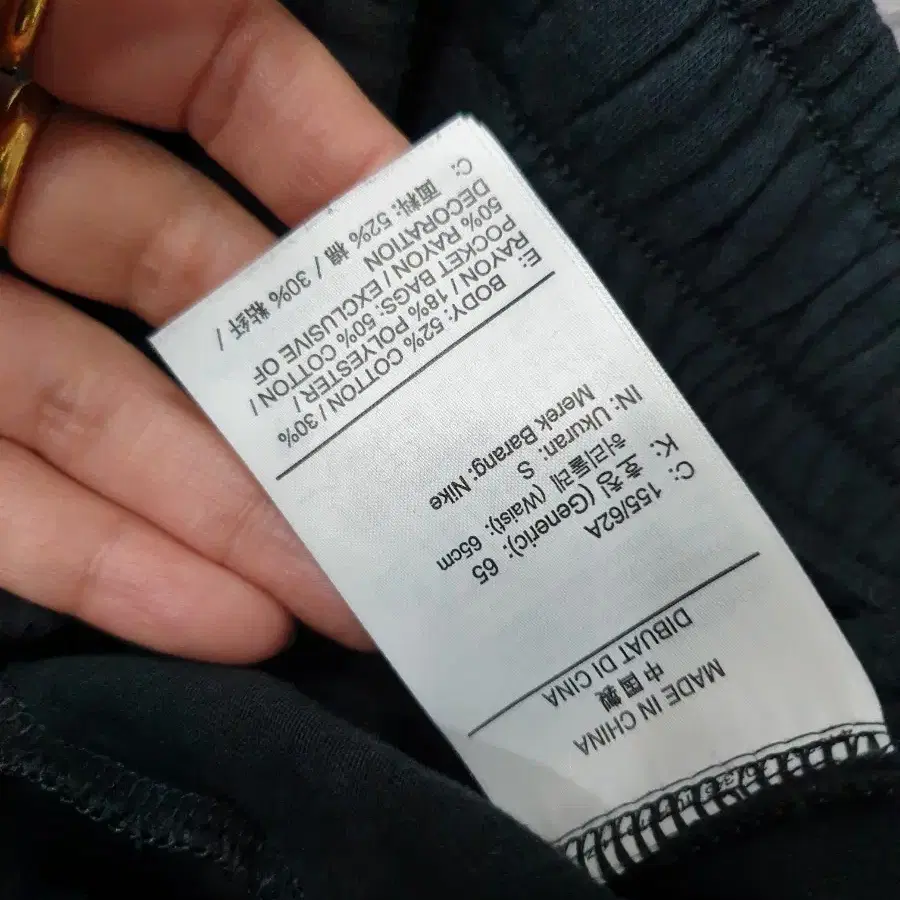 MADE IN CHINA
中国製
DIBUAT DI CINA
C: 155/62A
K: 호칭 (Generic): 65
허리둘레 (Waist): 65cm
IN: Ukuran: S
Merek Barang: Nike
E: BODY: 52% COTTON / 30%
RAYON / 18% POLYESTER /
POCKET BAGS: 50% COTTON /
50% RAYON / EXCLUSIVE OF
DECORATION
C: 面料: 52% 棉 / 30% 粘纤 /